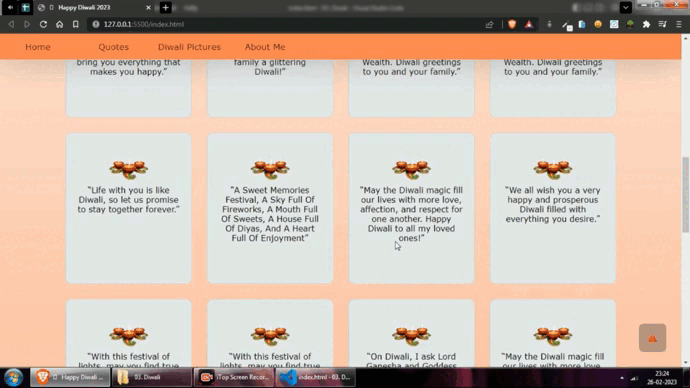 Happy Diwali 2023
127.0.0.1:5500/index.html
Home Quotes Diwali Pictures About Me
bring you everything that
makes you happy.”
family a glittering
Diwali!”
Wealth. Diwali greetings
to you and your family.”
Wealth. Diwali greetings
to you and your family.”
“Life with you is like
Diwali, so let us promise
to stay together forever.”
“A Sweet Memories
Festival, A Sky Full Of
Fireworks, A Mouth Full
Of Sweets, A House Full
Of Diyas, And A Heart
Full Of Enjoyment”
“May the Diwali magic fill
our lives with more love,
affection, and respect for
one another. Happy
Diwali to all my loved
ones!”
“We all wish you a very
happy and prosperous
Diwali filled with
everything you desire.”
“With this festival of
lights, may you find true
“With this festival of
lights, may you find true
“On Diwali, I ask Lord
Ganesha and Goddess
“May the Diwali magic fill
our lives with more love,
Happy Diwali ...
03. Diwali
iTop Screen Recor...
index.html - 03. D...
23:24
26-02-2023